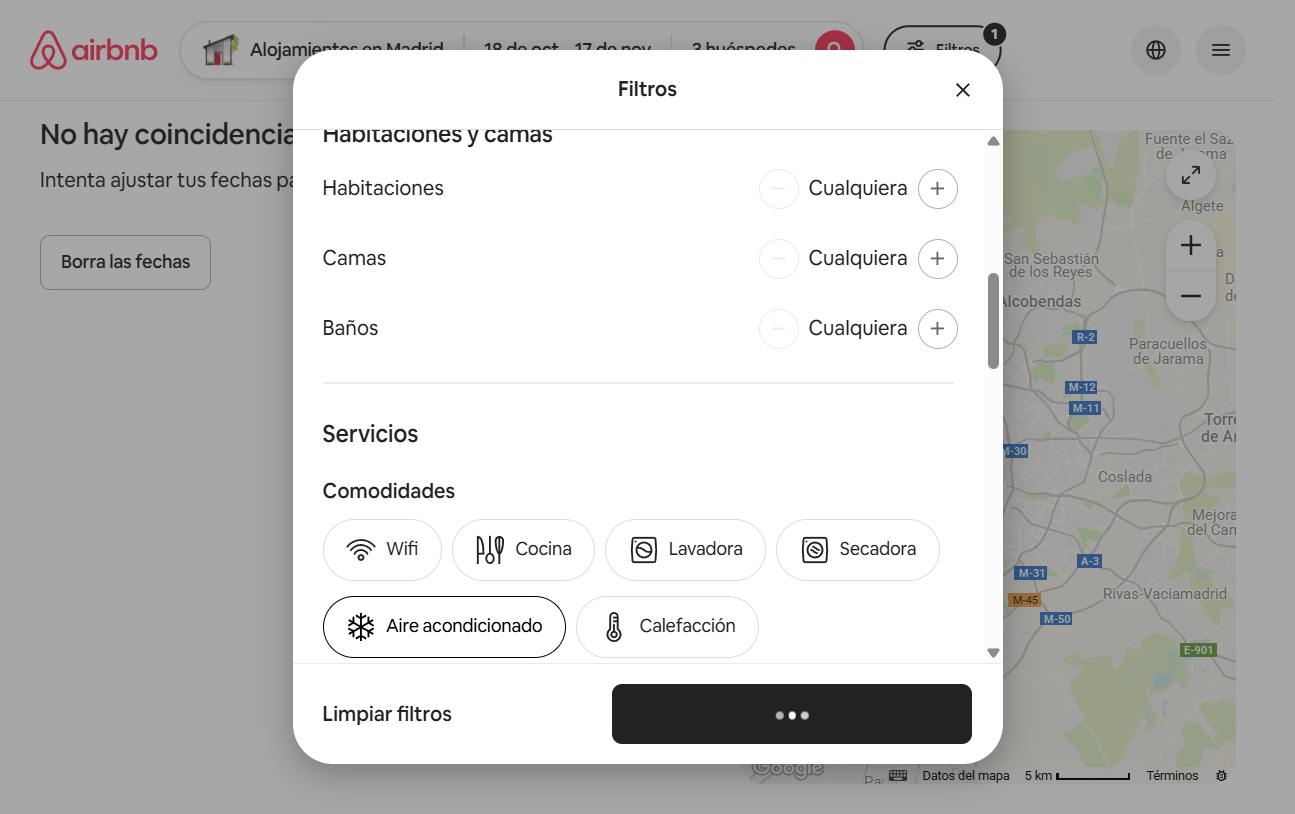 airbnb
Alojamientos en Madrid
18 de oct - 17 de nov
3 huéspedes
Filtros
1
No hay coincidencia
Intenta ajustar tus fechas pa
Borra las fechas
Filtros
Habitaciones y camas
Habitaciones
Cualquiera
Camas
Cualquiera
Baños
Cualquiera
Servicios
Comodidades
Wifi
Cocina
Lavadora
Secadora
Aire acondicionado
Calefacción
Limpiar filtros
Fuente el Saz
de Jarama
Algete
San Sebastián
de los Reyes
Alcobendas
R-2
Paracuellos
de Jarama
M-12
M-11
Torre
de Ar
M-30
Coslada
Mejora
del Cam
A-3
M-31
M-45
Rivas-Vaciamadrid
M-50
E-901
Google
Par
Datos del mapa
5 km
Términos